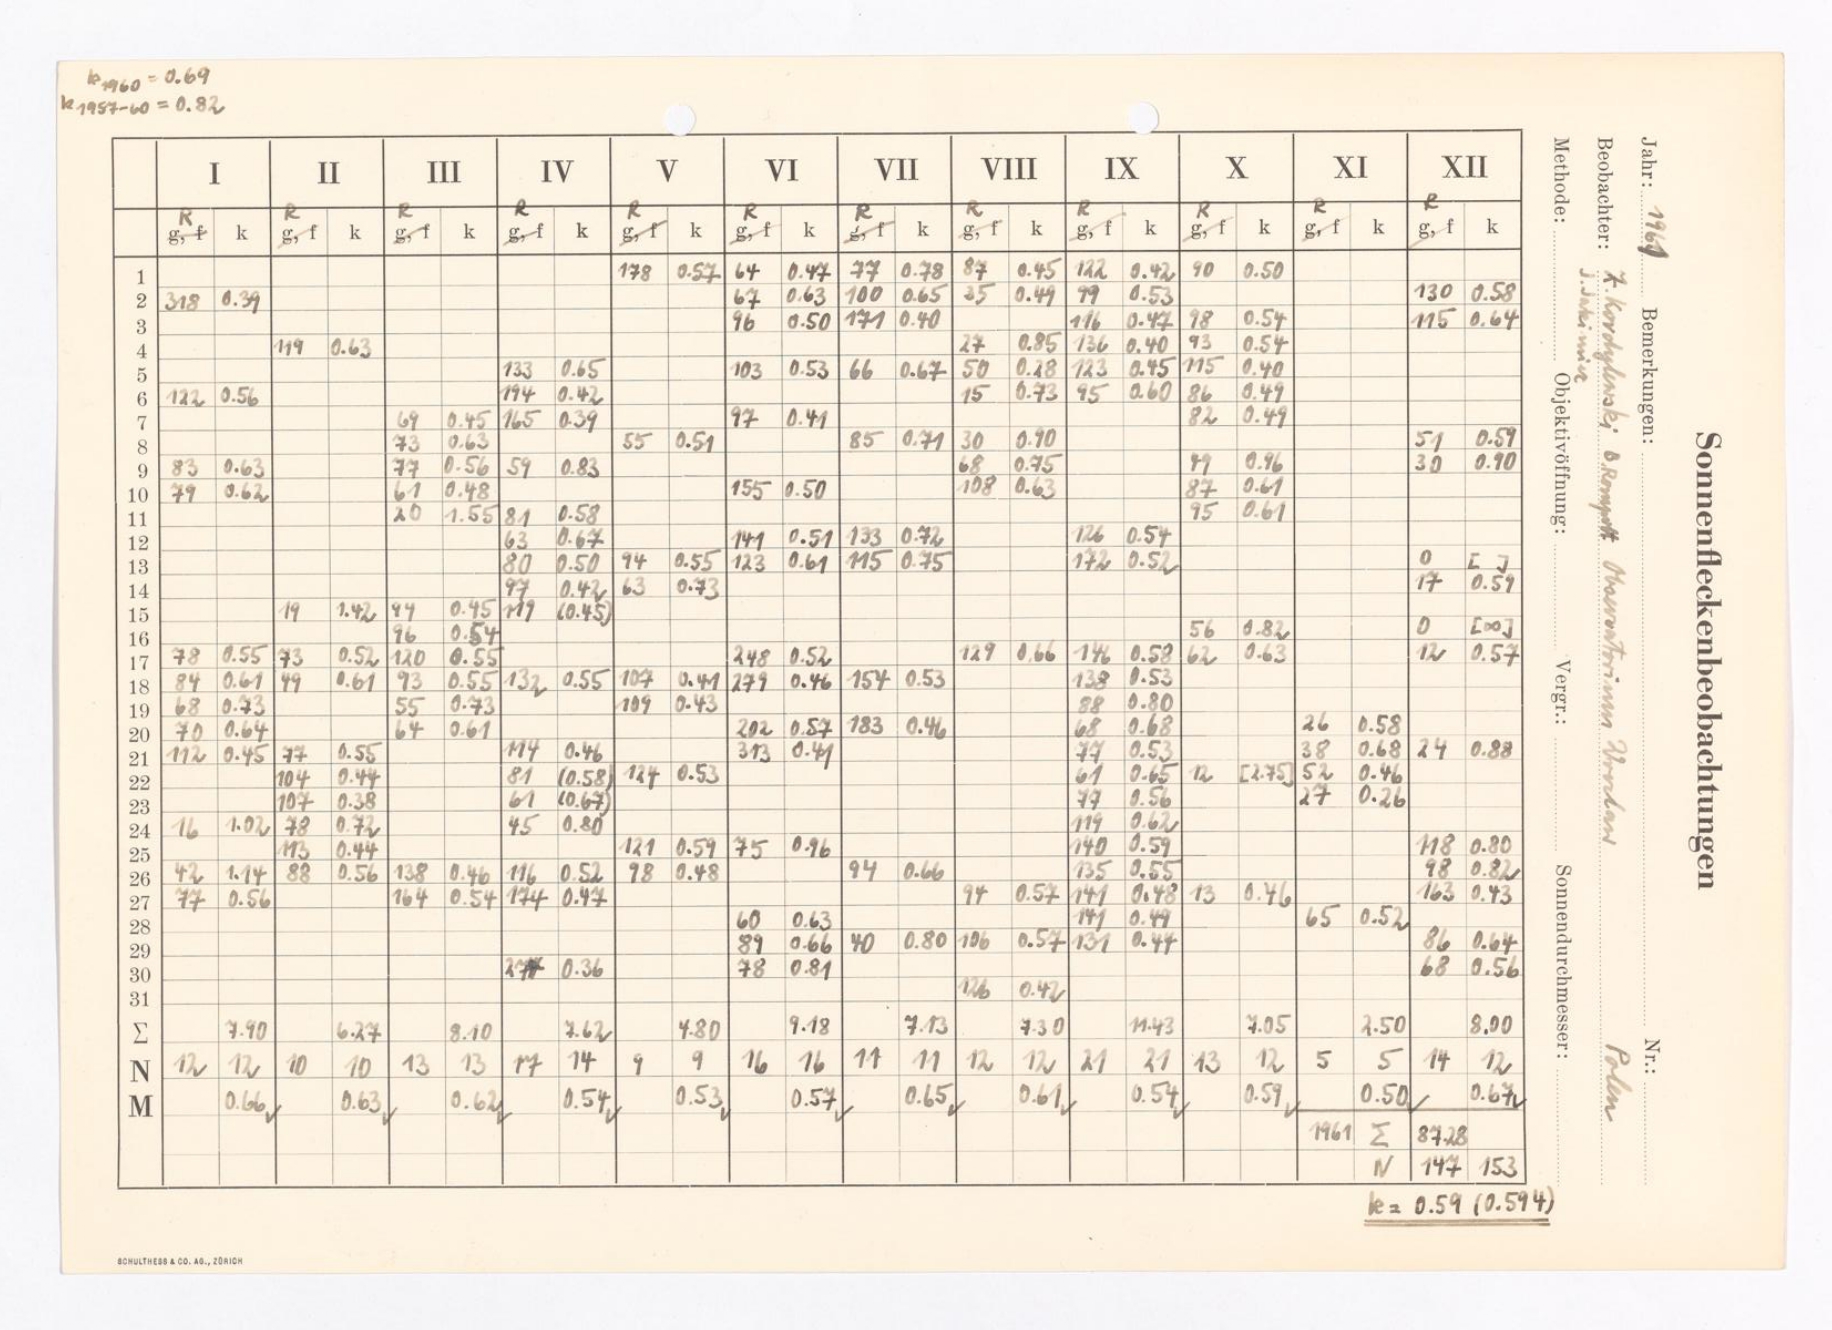 k1960 = 0.69
k1957-60 = 0.82
Sonnenfleckenbeobachtungen
Jahr: 1961 Bemerkungen: Nr.:
Beobachter: Polen
Methode: Objektivöffnung: Vergr.: Sonnendurchmesser:
I II III IV V VI VII VIII IX X XI XII
R R R R R R R R R R R R
g, f k g, f k g, f k g, f k g, f k g, f k g, f k g, f k g, f k g, f k g, f k g, f k
1 178 0.57 64 0.47 77 0.78 87 0.45 122 0.42 90 0.50
2 318 0.39 67 0.63 100 0.65 35 0.49 99 0.53 130 0.58
3 96 0.50 171 0.40 116 0.47 98 0.54 115 0.64
4 119 0.63 27 0.85 136 0.40 93 0.54
5 133 0.65 103 0.53 66 0.67 50 0.28 123 0.45 115 0.40
6 122 0.56 194 0.42 15 0.73 95 0.60 86 0.49
7 69 0.45 165 0.39 97 0.41 82 0.49
8 73 0.63 55 0.51 85 0.71 30 0.90 51 0.59
9 83 0.63 77 0.56 59 0.83 68 0.75 49 0.96 30 0.90
10 79 0.62 61 0.48 155 0.50 108 0.63 87 0.61
11 20 1.55 81 0.58 95 0.61
12 63 0.67 141 0.51 133 0.72 126 0.54
13 80 0.50 94 0.55 123 0.61 115 0.75 172 0.52 0 [ ]
14 97 0.42 63 0.73 17 0.59
15 19 1.42 94 0.45 119 (0.45)
16 96 0.54 56 0.82 0 [∞]
17 78 0.55 73 0.52 120 0.55 248 0.52 129 0.66 146 0.58 62 0.63 12 0.57
18 84 0.61 49 0.61 93 0.55 132 0.55 107 0.41 279 0.46 154 0.53 138 0.53
19 68 0.73 55 0.73 109 0.43 88 0.80
20 70 0.64 64 0.61 202 0.57 183 0.46 68 0.68 26 0.58
21 112 0.45 77 0.55 114 0.46 313 0.41 77 0.53 38 0.68 24 0.88
22 104 0.44 81 (0.58) 124 0.53 61 0.65 12 [2.75] 52 0.46
23 107 0.38 61 (0.67) 79 0.56 27 0.26
24 16 1.02 78 0.72 45 0.80 119 0.62
25 113 0.44 121 0.59 75 0.96 140 0.59 118 0.80
26 42 1.14 88 0.56 138 0.46 116 0.52 98 0.48 94 0.66 135 0.55 98 0.82
27 77 0.56 164 0.54 174 0.47 94 0.57 141 0.48 13 0.46 163 0.43
28 60 0.63 141 0.49 65 0.52
29 89 0.66 40 0.80 106 0.57 131 0.44 86 0.64
30 0.36 78 0.81 68 0.56
31 126 0.42
Σ 7.90 6.27 8.10 7.62 4.80 9.18 7.13 7.30 11.43 7.05 2.50 8.00
N 12 12 10 10 13 13 17 14 9 9 16 16 11 11 12 12 21 21 13 12 5 5 14 12
M 0.66 0.63 0.62 0.54 0.53 0.57 0.65 0.61 0.54 0.59 0.50 0.67
1961 Σ 87.28
N 147 153
k = 0.59 (0.594)
SCHULTHESS & CO. AG., ZÜRICH